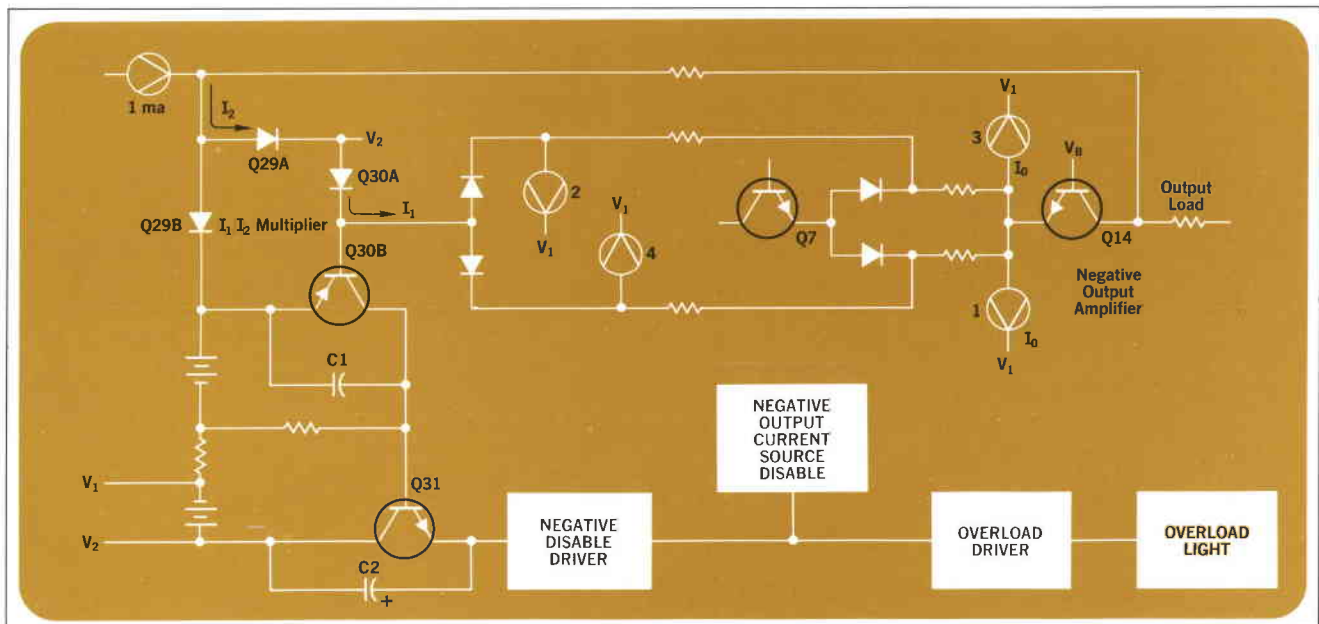 1 ma
I₂
Q29A
V₂
Q30A
I₁
Q29B
I₁ I₂ Multiplier
Q30B
C1
V₁
V₂
Q31
C2
+
2
V₁
V₁
4
Q7
V₁
3
I₀
V_B
Q14
Output
Load
Negative
Output
Amplifier
1
I₀
V₁
NEGATIVE
OUTPUT
CURRENT
SOURCE
DISABLE
NEGATIVE
DISABLE
DRIVER
OVERLOAD
DRIVER
OVERLOAD
LIGHT